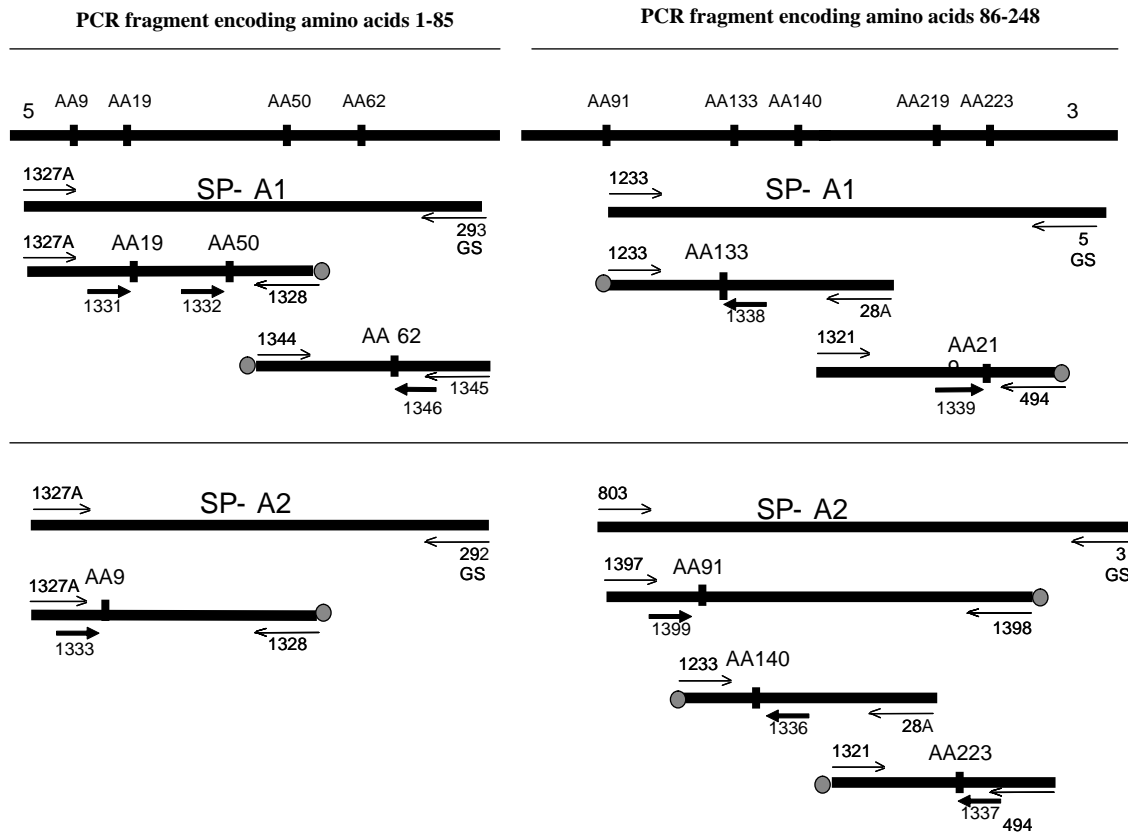 PCR fragment encoding amino acids 1-85
PCR fragment encoding amino acids 86-248
5
AA9
AA19
AA50
AA62
AA91
AA133
AA140
AA219
AA223
3
1327A
SP- A1
293
GS
1327A
AA19
AA50
1331
1332
1328
1344
AA 62
1345
1346
1233
SP- A1
5
GS
1233
AA133
1338
28A
1321
AA21
1339
494
1327A
SP- A2
292
GS
1327A
AA9
1333
1328
803
SP- A2
3
GS
1397
AA91
1399
1398
1233
AA140
1336
28A
1321
AA223
1337
494